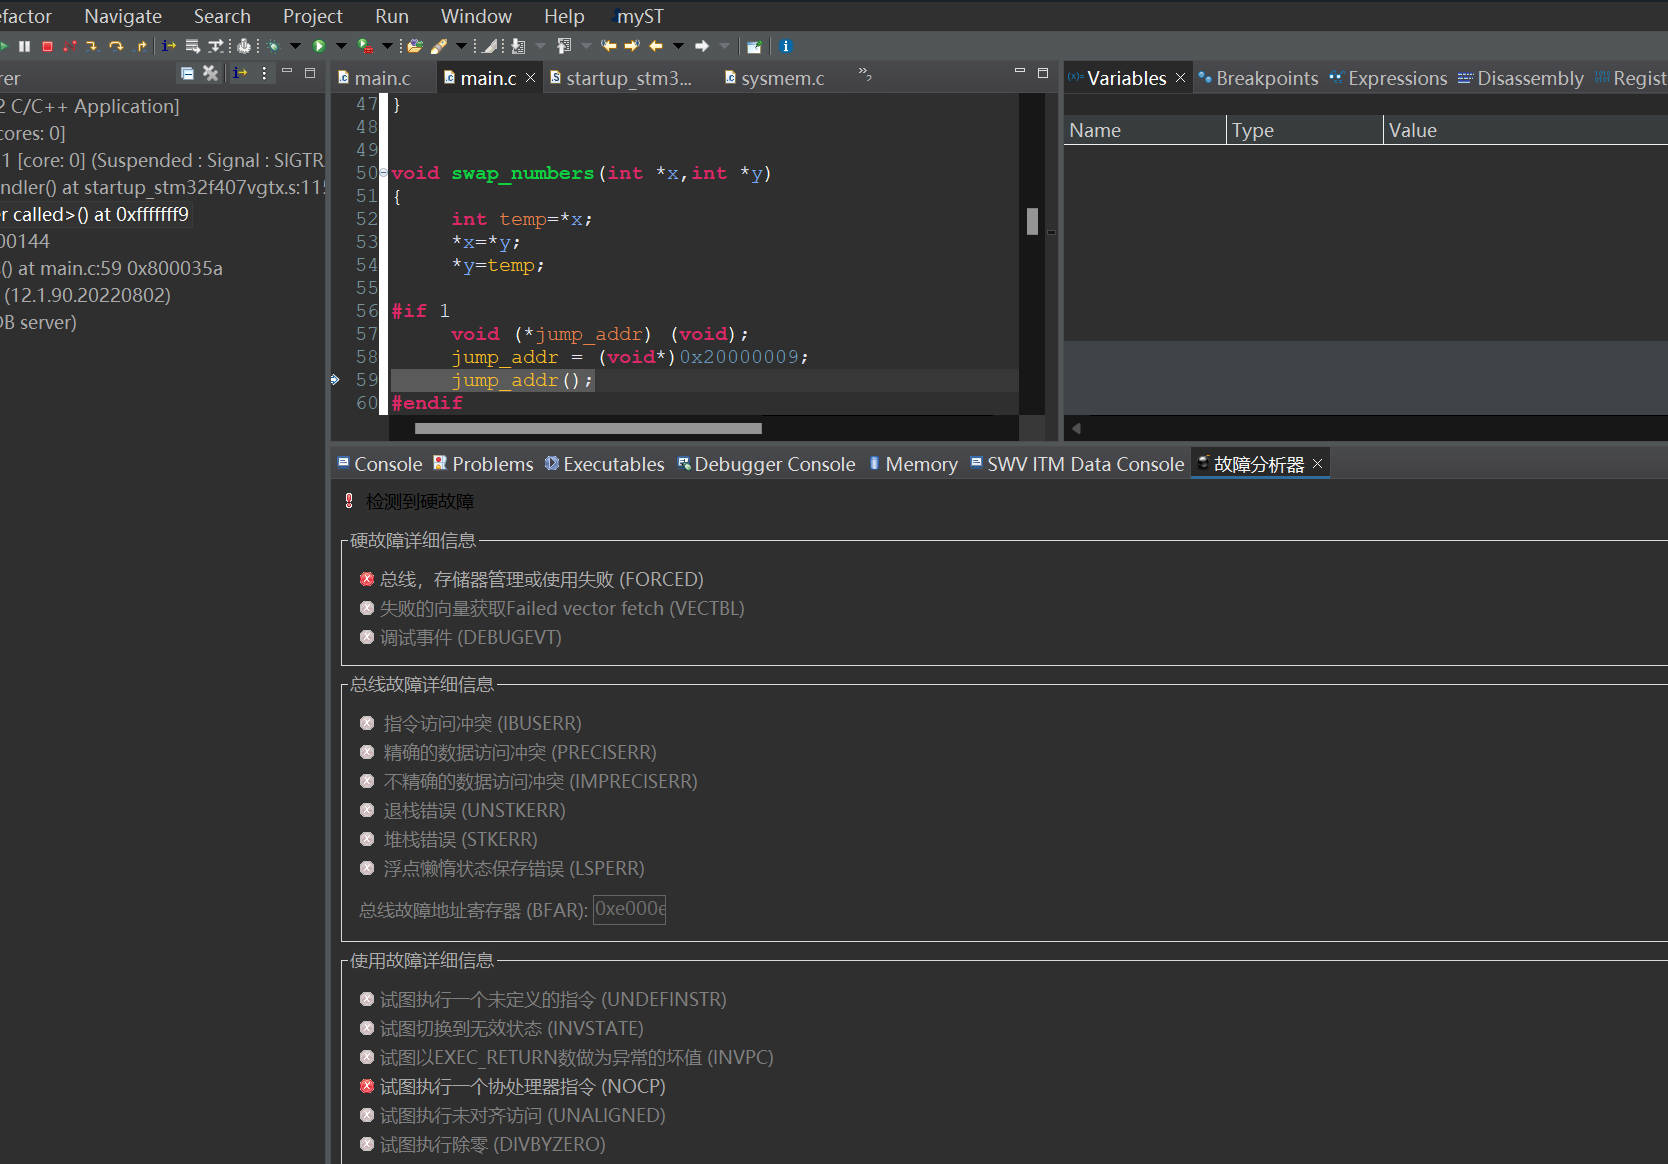 efactor Navigate Search Project Run Window Help myST
rer
2 C/C++ Application]
cores: 0]
1 [core: 0] (Suspended : Signal : SIGTR
ndler() at startup_stm32f407vgtx.s:115
r called>() at 0xfffffff9
00144
() at main.c:59 0x800035a
(12.1.90.20220802)
DB server)
main.c main.c startup_stm3... sysmem.c
47 }
48
49
50 void swap_numbers(int *x,int *y)
51 {
52 int temp=*x;
53 *x=*y;
54 *y=temp;
55
56 #if 1
57 void (*jump_addr) (void);
58 jump_addr = (void*)0x20000009;
59 jump_addr();
60 #endif
(x)= Variables Breakpoints Expressions Disassembly Regist
Name Type Value
Console Problems Executables Debugger Console Memory SWV ITM Data Console 故障分析器
检测到硬故障
硬故障详细信息
总线，存储器管理或使用失败 (FORCED)
失败的向量获取Failed vector fetch (VECTBL)
调试事件 (DEBUGEVT)
总线故障详细信息
指令访问冲突 (IBUSERR)
精确的数据访问冲突 (PRECISERR)
不精确的数据访问冲突 (IMPRECISERR)
退栈错误 (UNSTKERR)
堆栈错误 (STKERR)
浮点懒惰状态保存错误 (LSPERR)
总线故障地址寄存器 (BFAR): 0xe000e
使用故障详细信息
试图执行一个未定义的指令 (UNDEFINSTR)
试图切换到无效状态 (INVSTATE)
试图以EXEC_RETURN数做为异常的坏值 (INVPC)
试图执行一个协处理器指令 (NOCP)
试图执行未对齐访问 (UNALIGNED)
试图执行除零 (DIVBYZERO)